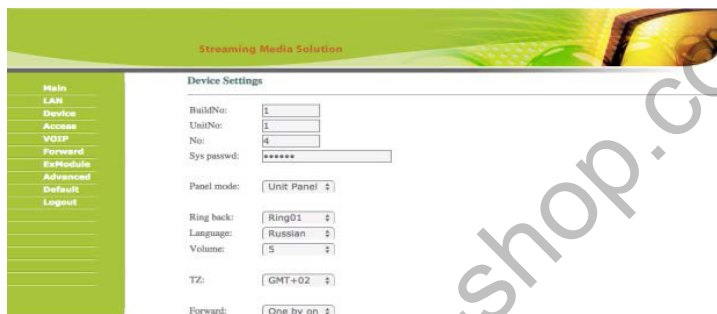 Streaming Media Solution
Main
LAN
Device
Access
VOIP
Forward
ExModule
Advanced
Default
Logout
Device Settings
BuildNo: 1
UnitNo: 1
No: 4
Sys passwd: ••••••
Panel mode: Unit Panel
Ring back: Ring01
Language: Russian
Volume: 5
TZ: GMT+02
Forward: One by on
shop.co